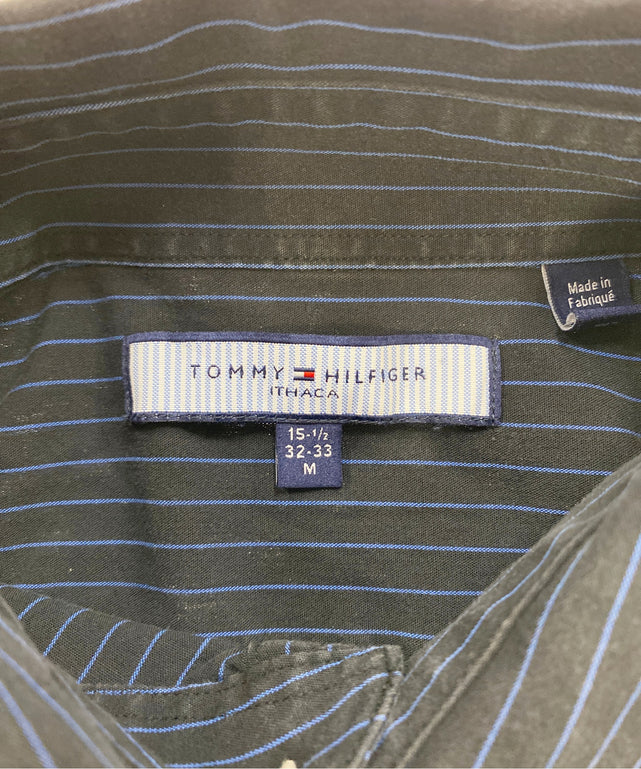 Made in
Fabriqué
TOMMY HILFIGER
ITHACA
15-1/2
32-33
M